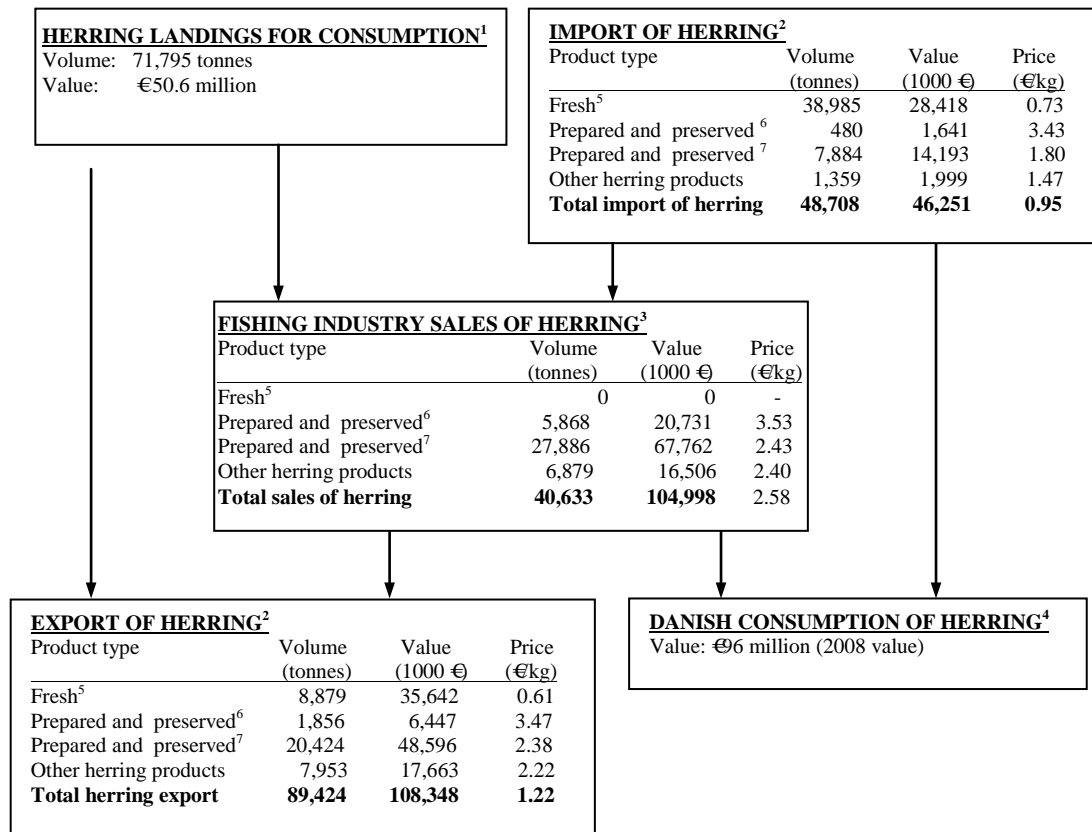 HERRING LANDINGS FOR CONSUMPTION¹
Volume: 71,795 tonnes
Value: €50.6 million
IMPORT OF HERRING²
Product type Volume Value Price
(tonnes) (1000 €) (€/kg)
Fresh⁵ 38,985 28,418 0.73
Prepared and preserved ⁶ 480 1,641 3.43
Prepared and preserved ⁷ 7,884 14,193 1.80
Other herring products 1,359 1,999 1.47
Total import of herring 48,708 46,251 0.95
FISHING INDUSTRY SALES OF HERRING³
Product type Volume Value Price
(tonnes) (1000 €) (€/kg)
Fresh⁵ 0 0 -
Prepared and preserved⁶ 5,868 20,731 3.53
Prepared and preserved⁷ 27,886 67,762 2.43
Other herring products 6,879 16,506 2.40
Total sales of herring 40,633 104,998 2.58
EXPORT OF HERRING²
Product type Volume Value Price
(tonnes) (1000 €) (€/kg)
Fresh⁵ 8,879 35,642 0.61
Prepared and preserved⁶ 1,856 6,447 3.47
Prepared and preserved⁷ 20,424 48,596 2.38
Other herring products 7,953 17,663 2.22
Total herring export 89,424 108,348 1.22
DANISH CONSUMPTION OF HERRING⁴
Value: €96 million (2008 value)